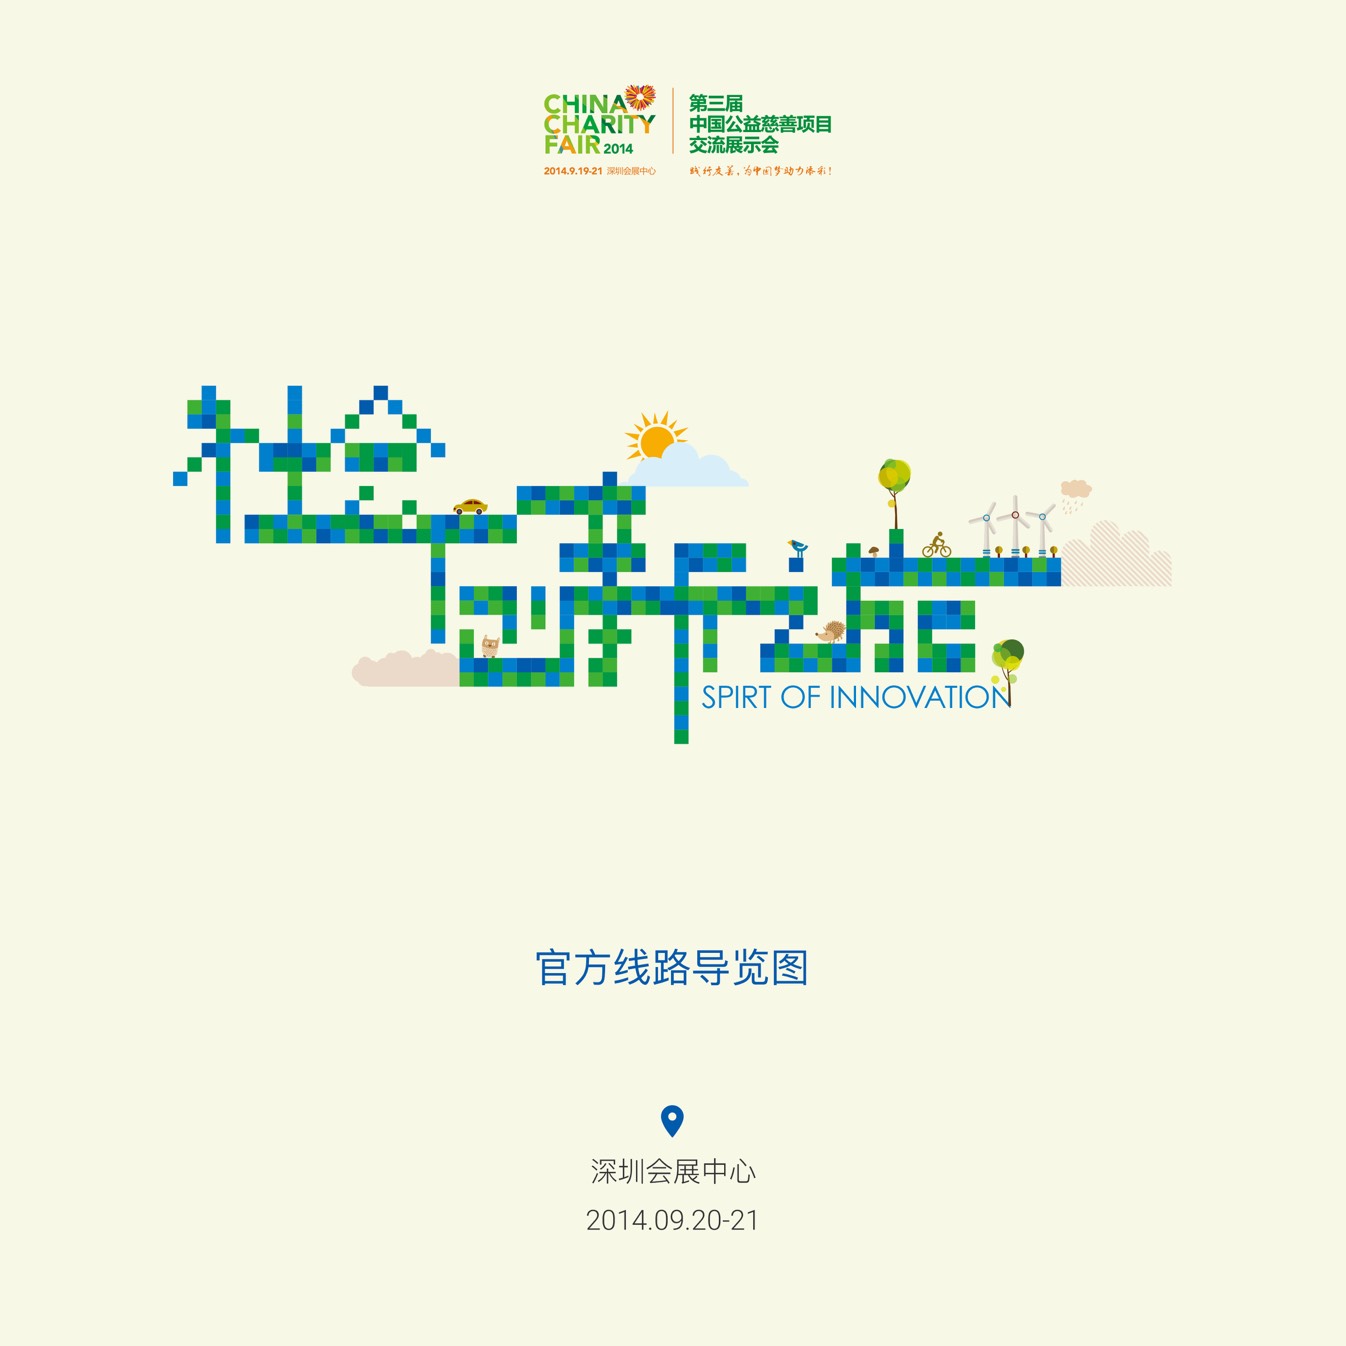 CHINA
CHARITY
FAIR 2014
2014.9.19-21 深圳会展中心
第三届
中国公益慈善项目
交流展示会
践行友善，为中国梦动力添彩！
社会
创新之旅
SPIRT OF INNOVATION
官方线路导览图
深圳会展中心
2014.09.20-21